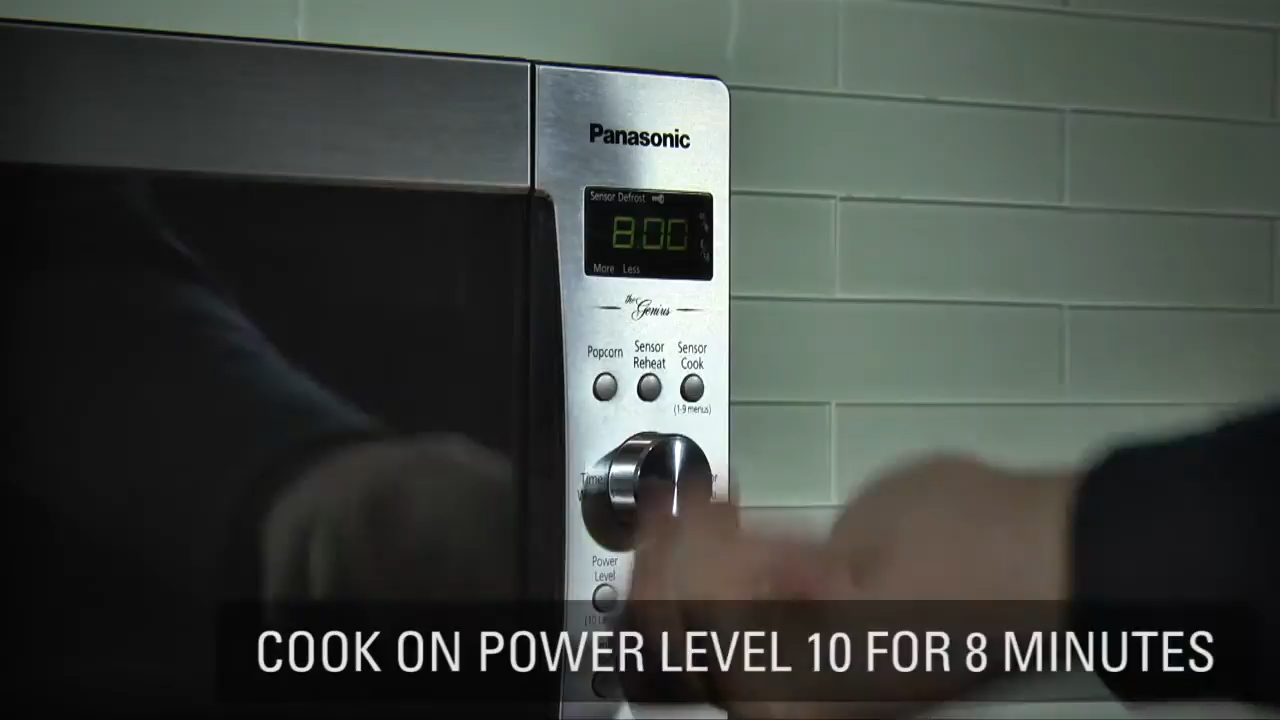 Panasonic
Sensor Defrost
8:00
More Less
the Genius
Popcorn
Sensor Reheat
Sensor Cook
(1-9 menus)
Time
Power Level
COOK ON POWER LEVEL 10 FOR 8 MINUTES